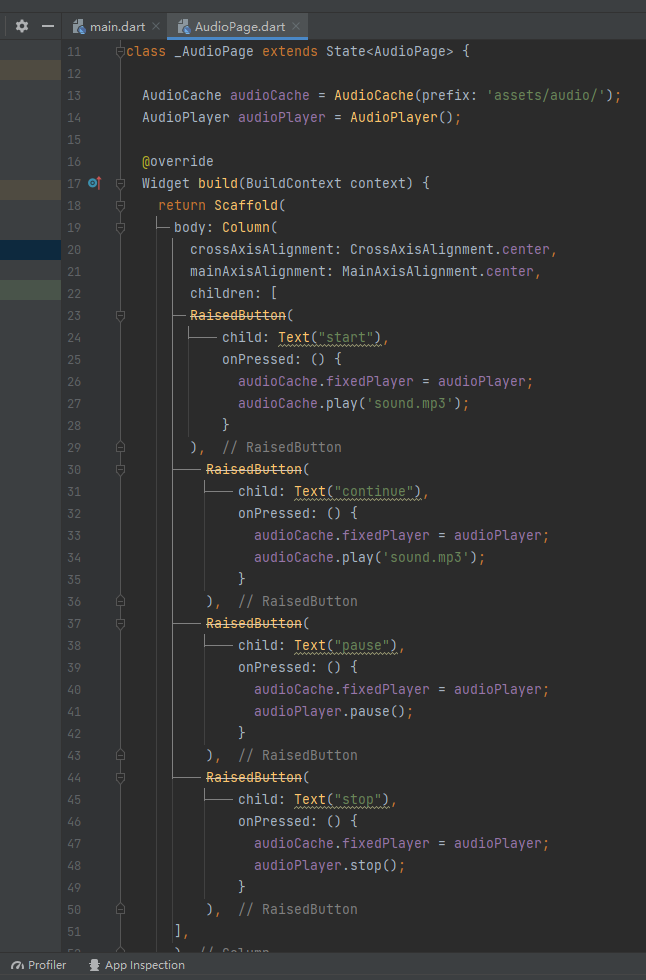 main.dart AudioPage.dart
11 class _AudioPage extends State<AudioPage> {
12
13 AudioCache audioCache = AudioCache(prefix: 'assets/audio/');
14 AudioPlayer audioPlayer = AudioPlayer();
15
16 @override
17 Widget build(BuildContext context) {
18 return Scaffold(
19 body: Column(
20 crossAxisAlignment: CrossAxisAlignment.center,
21 mainAxisAlignment: MainAxisAlignment.center,
22 children: [
23 RaisedButton(
24 child: Text("start"),
25 onPressed: () {
26 audioCache.fixedPlayer = audioPlayer;
27 audioCache.play('sound.mp3');
28 }
29 ), // RaisedButton
30 RaisedButton(
31 child: Text("continue"),
32 onPressed: () {
33 audioCache.fixedPlayer = audioPlayer;
34 audioCache.play('sound.mp3');
35 }
36 ), // RaisedButton
37 RaisedButton(
38 child: Text("pause"),
39 onPressed: () {
40 audioCache.fixedPlayer = audioPlayer;
41 audioPlayer.pause();
42 }
43 ), // RaisedButton
44 RaisedButton(
45 child: Text("stop"),
46 onPressed: () {
47 audioCache.fixedPlayer = audioPlayer;
48 audioPlayer.stop();
49 }
50 ), // RaisedButton
51 ],
), // Column
Profiler App Inspection